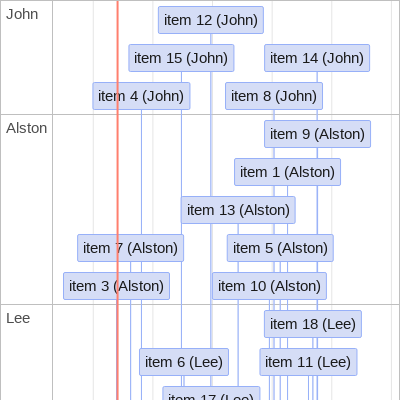 John
item 12 (John)
item 15 (John)
item 14 (John)
item 4 (John)
item 8 (John)
Alston
item 9 (Alston)
item 1 (Alston)
item 13 (Alston)
item 7 (Alston)
item 5 (Alston)
item 3 (Alston)
item 10 (Alston)
Lee
item 18 (Lee)
item 6 (Lee)
item 11 (Lee)
item 17 (Lee)